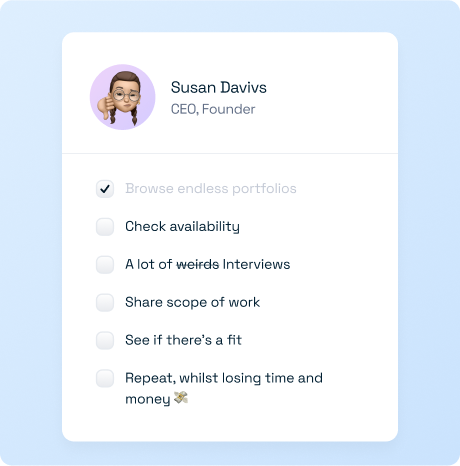 Susan Davivs
CEO, Founder
Browse endless portfolios
Check availability
A lot of weirds Interviews
Share scope of work
See if there's a fit
Repeat, whilst losing time and
money 💸